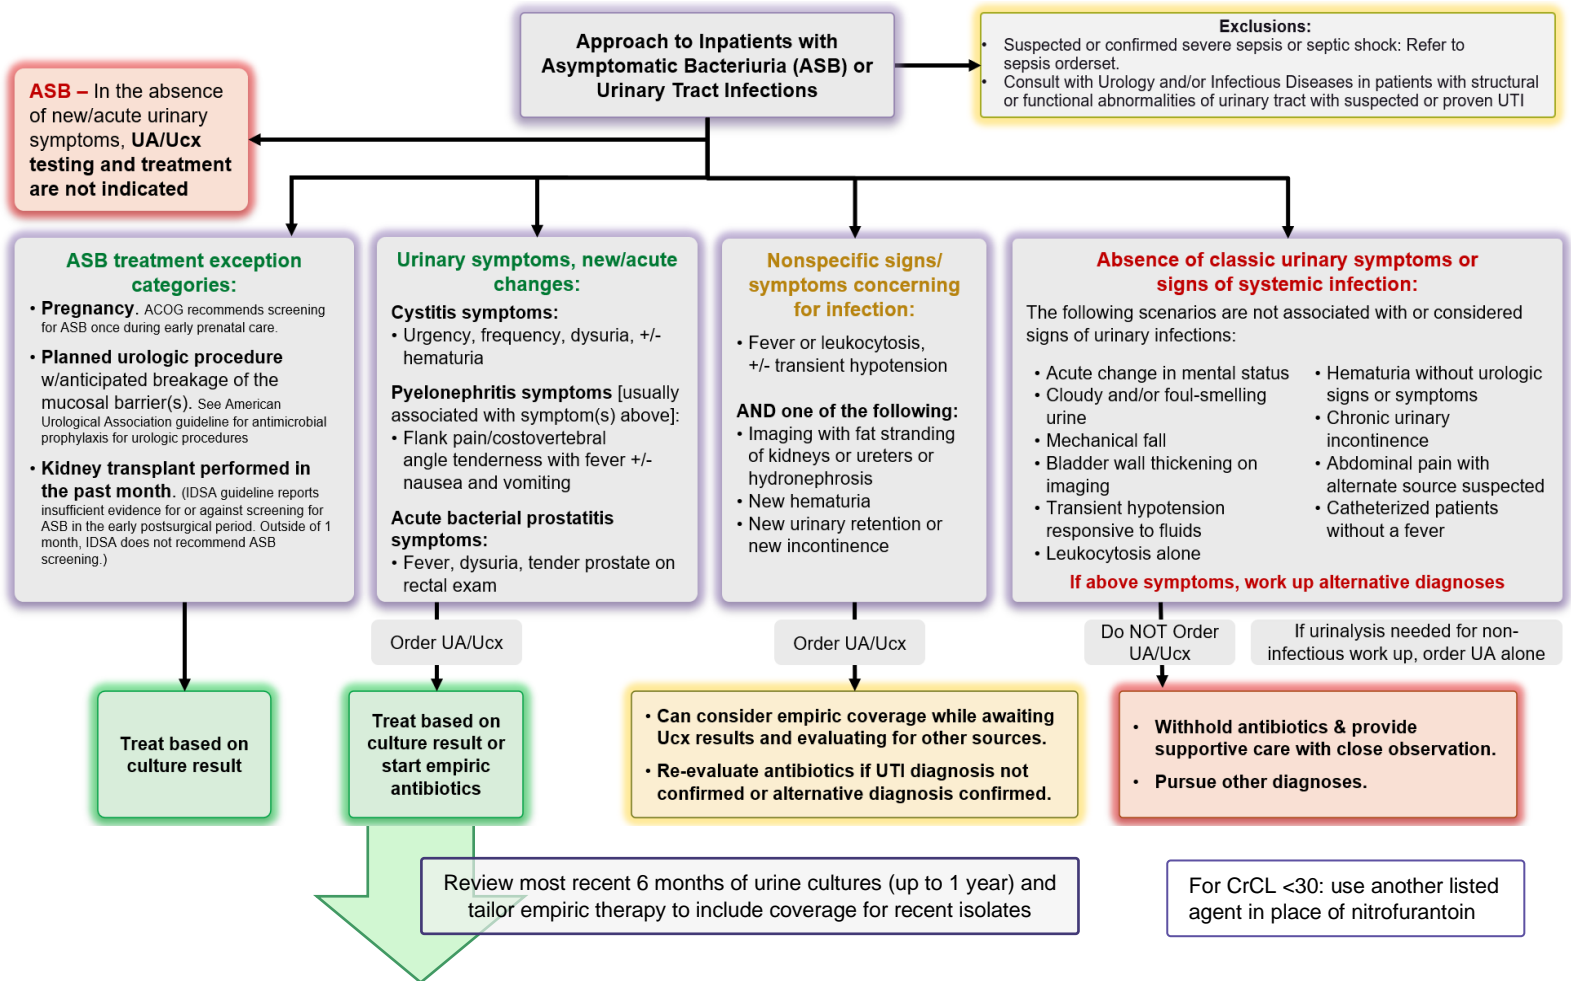 Approach to Inpatients with
Asymptomatic Bacteriuria (ASB) or
Urinary Tract Infections
Exclusions:
• Suspected or confirmed severe sepsis or septic shock: Refer to
sepsis orderset.
• Consult with Urology and/or Infectious Diseases in patients with structural
or functional abnormalities of urinary tract with suspected or proven UTI
ASB – In the absence
of new/acute urinary
symptoms, UA/Ucx
testing and treatment
are not indicated
ASB treatment exception
categories:
• Pregnancy. ACOG recommends screening
for ASB once during early prenatal care.
• Planned urologic procedure
w/anticipated breakage of the
mucosal barrier(s). See American
Urological Association guideline for antimicrobial
prophylaxis for urologic procedures
• Kidney transplant performed in
the past month. (IDSA guideline reports
insufficient evidence for or against screening for
ASB in the early postsurgical period. Outside of 1
month, IDSA does not recommend ASB
screening.)
Urinary symptoms, new/acute
changes:
Cystitis symptoms:
• Urgency, frequency, dysuria, +/-
hematuria
Pyelonephritis symptoms [usually
associated with symptom(s) above]:
• Flank pain/costovertebral
angle tenderness with fever +/-
nausea and vomiting
Acute bacterial prostatitis
symptoms:
• Fever, dysuria, tender prostate on
rectal exam
Nonspecific signs/
symptoms concerning
for infection:
• Fever or leukocytosis,
+/- transient hypotension
AND one of the following:
• Imaging with fat stranding
of kidneys or ureters or
hydronephrosis
• New hematuria
• New urinary retention or
new incontinence
Absence of classic urinary symptoms or
signs of systemic infection:
The following scenarios are not associated with or considered
signs of urinary infections:
• Acute change in mental status
• Cloudy and/or foul-smelling
urine
• Mechanical fall
• Bladder wall thickening on
imaging
• Transient hypotension
responsive to fluids
• Leukocytosis alone
• Hematuria without urologic
signs or symptoms
• Chronic urinary
incontinence
• Abdominal pain with
alternate source suspected
• Catheterized patients
without a fever
If above symptoms, work up alternative diagnoses
Order UA/Ucx
Order UA/Ucx
Do NOT Order
UA/Ucx
If urinalysis needed for non-
infectious work up, order UA alone
Treat based on
culture result
Treat based on
culture result or
start empiric
antibiotics
• Can consider empiric coverage while awaiting
Ucx results and evaluating for other sources.
• Re-evaluate antibiotics if UTI diagnosis not
confirmed or alternative diagnosis confirmed.
• Withhold antibiotics & provide
supportive care with close observation.
• Pursue other diagnoses.
Review most recent 6 months of urine cultures (up to 1 year) and
tailor empiric therapy to include coverage for recent isolates
For CrCL <30: use another listed
agent in place of nitrofurantoin